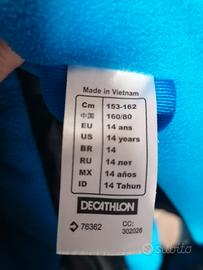 Made in Vietnam
Cm 153-162
中国 160/80
EU 14 ans
US 14 years
BR 14
RU 14 лет
MX 14 años
ID 14 Tahun
DECATHLON
76362 CC: 302026
subito